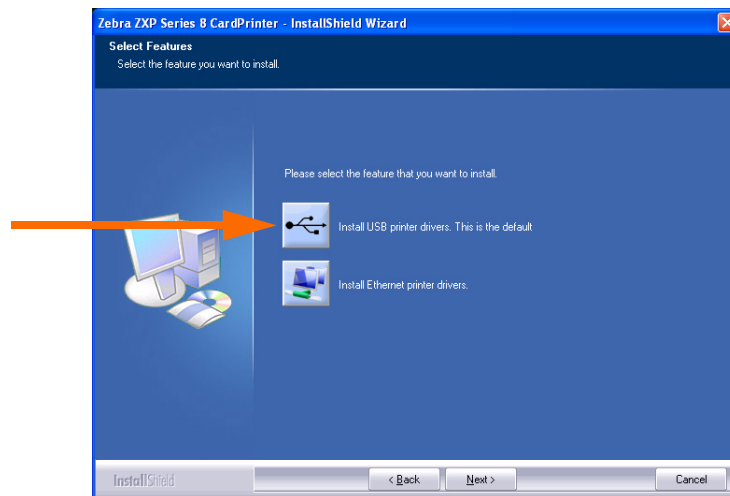 Zebra ZXP Series 8 CardPrinter - InstallShield Wizard
Select Features
Select the feature you want to install.
Please select the feature that you want to install.
Install USB printer drivers. This is the default
Install Ethernet printer drivers.
InstallShield
< Back
Next >
Cancel